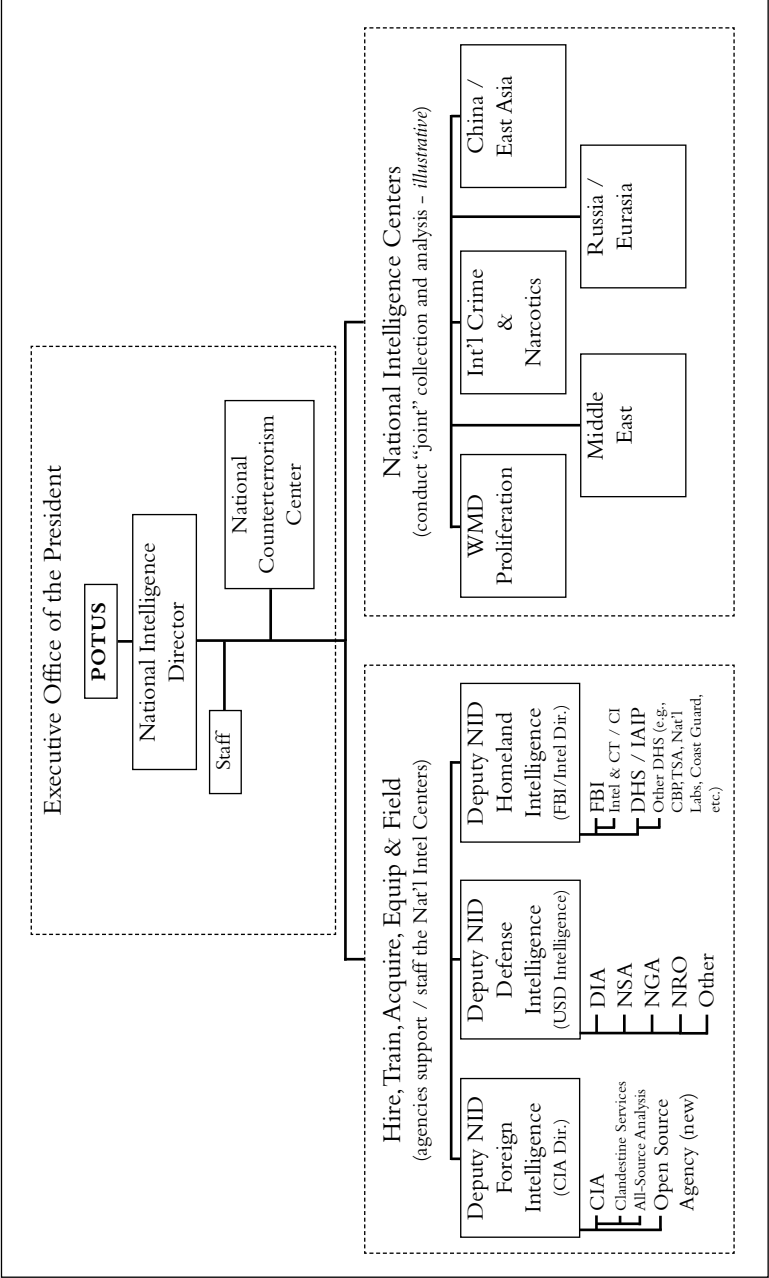 Executive Office of the President
POTUS
National Intelligence
Director
Staff
National
Counterterrorism
Center
Hire, Train, Acquire, Equip & Field
(agencies support / staff the Nat'l Intel Centers)
Deputy NID
Foreign
Intelligence
(CIA Dir.)
CIA
Clandestine Services
All-Source Analysis
Open Source
Agency (new)
Deputy NID
Defense
Intelligence
(USD Intelligence)
DIA
NSA
NGA
NRO
Other
Deputy NID
Homeland
Intelligence
(FBI/Intel Dir.)
FBI
Intel & CT / CI
DHS / IAIP
Other DHS (e.g.,
CBP,TSA, Nat'l
Labs, Coast Guard,
etc.)
National Intelligence Centers
(conduct “joint” collection and analysis – illustrative)
WMD
Proliferation
Int'l Crime
&
Narcotics
China /
East Asia
Middle
East
Russia /
Eurasia